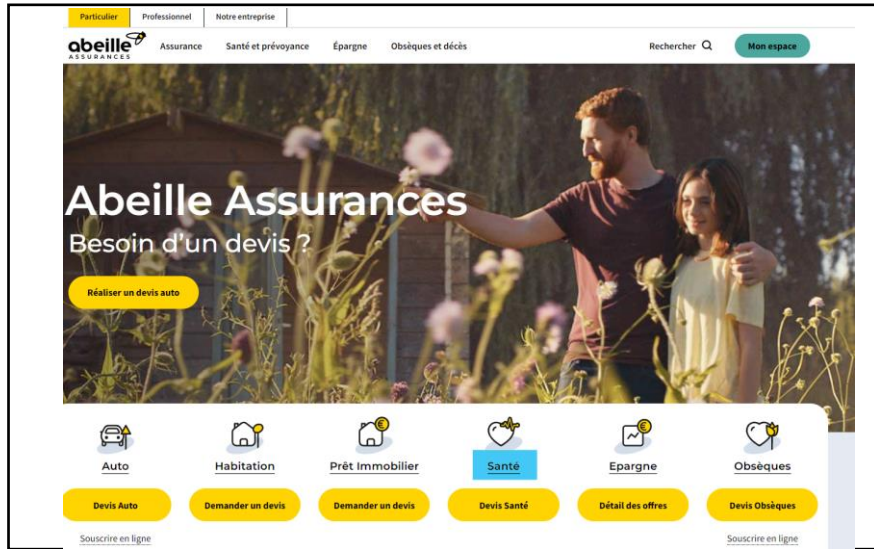 Particulier
Professionnel
Notre entreprise
abeille
ASSURANCES
Assurance
Santé et prévoyance
Épargne
Obsèques et décès
Rechercher
Mon espace
Abeille Assurances
Besoin d'un devis ?
Réaliser un devis auto
Auto
Habitation
Prêt Immobilier
Santé
Epargne
Obsèques
Devis Auto
Demander un devis
Demander un devis
Devis Santé
Détail des offres
Devis Obsèques
Souscrire en ligne
Souscrire en ligne